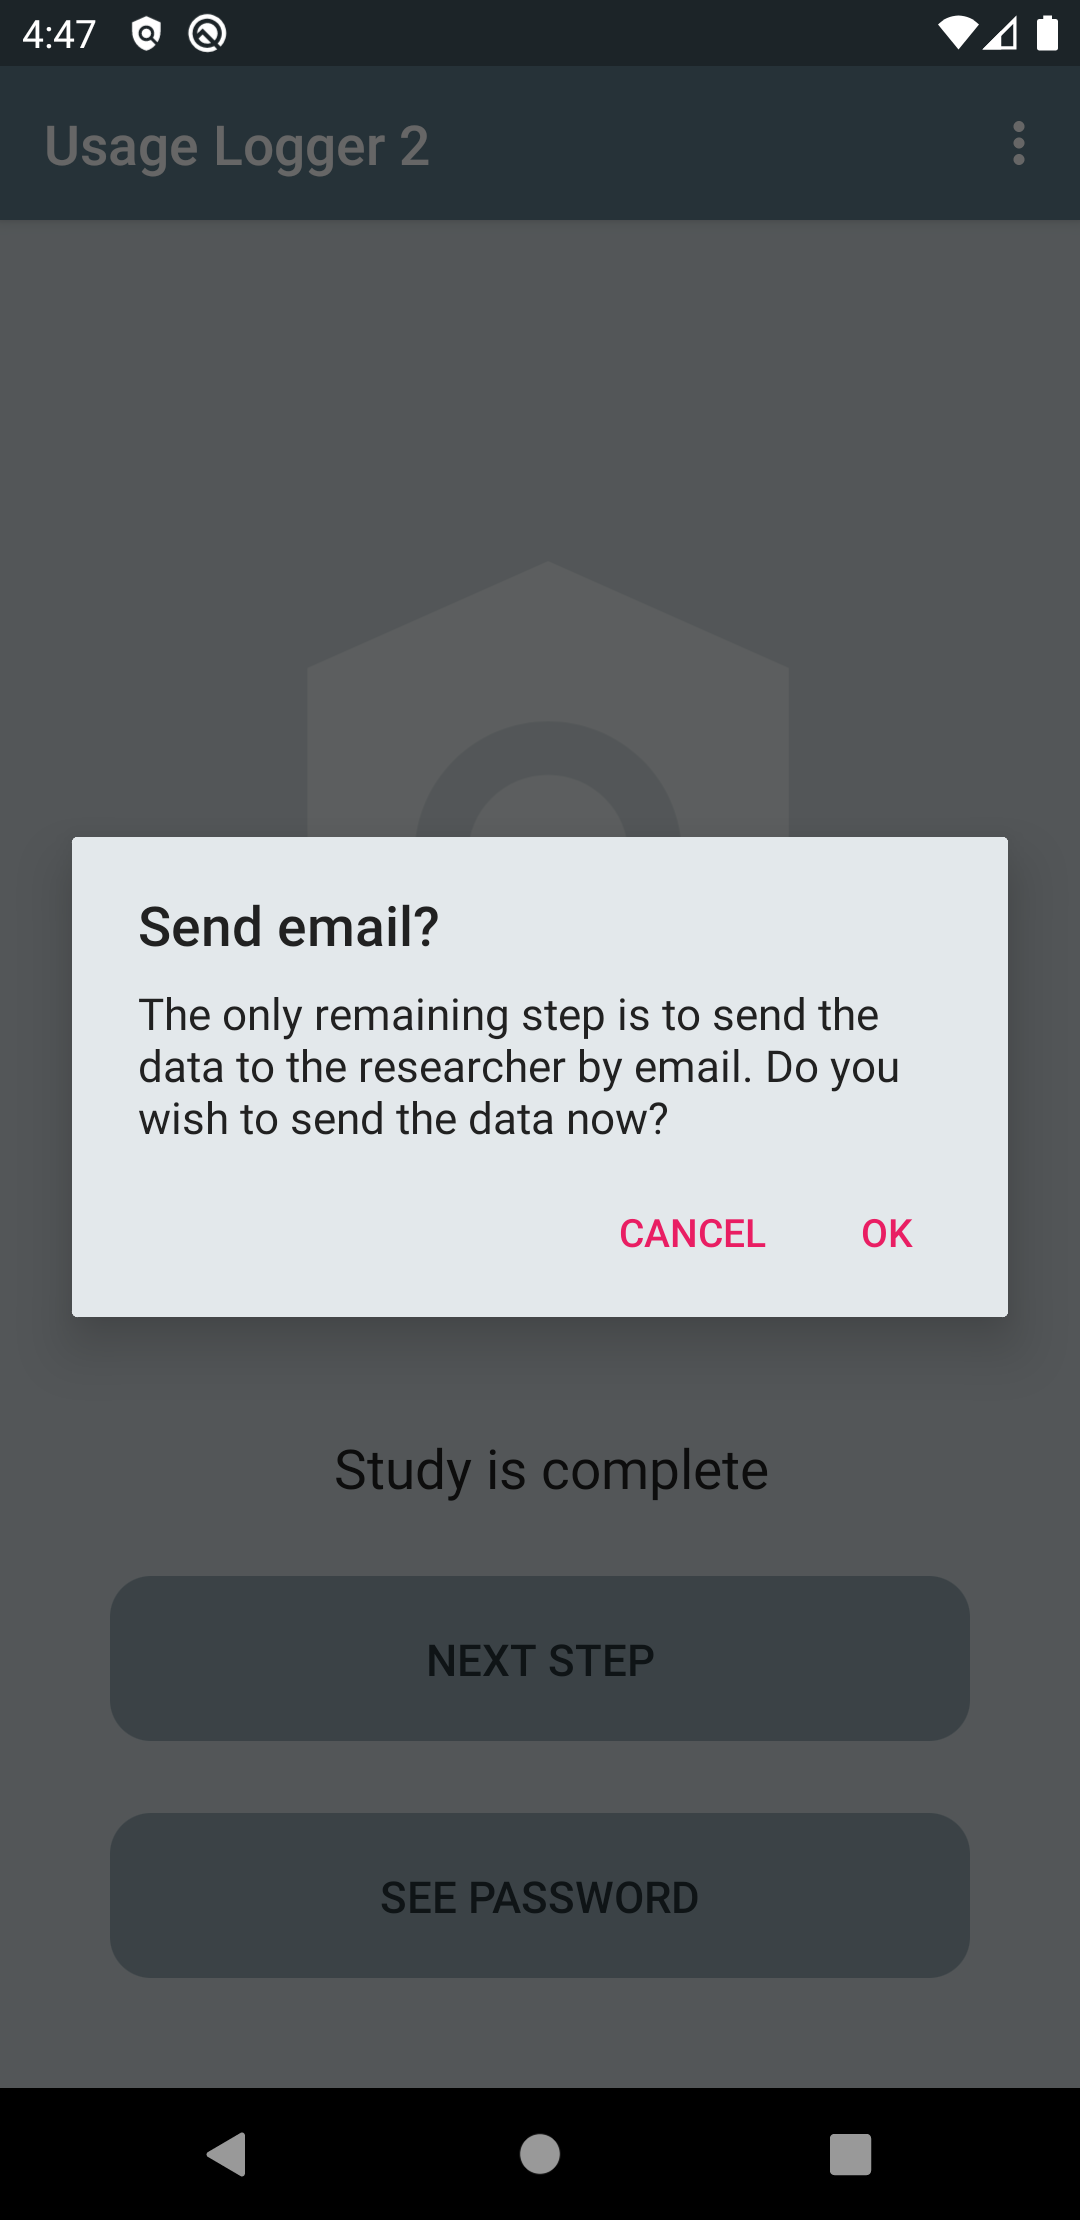 4:47
Usage Logger 2
Send email?
The only remaining step is to send the
data to the researcher by email. Do you
wish to send the data now?
CANCEL OK
Study is complete
NEXT STEP
SEE PASSWORD